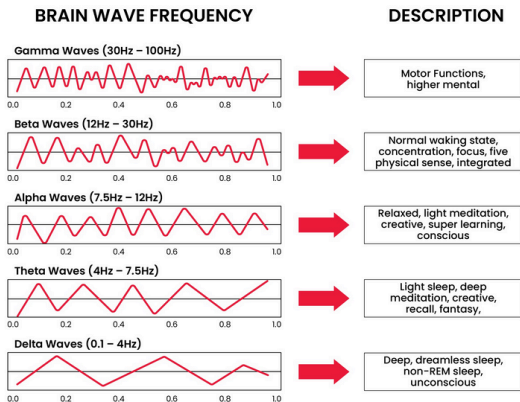 BRAIN WAVE FREQUENCY
DESCRIPTION
Gamma Waves (30Hz – 100Hz)
0.0 0.2 0.4 0.6 0.8 1.0
Motor Functions,
higher mental
Beta Waves (12Hz – 30Hz)
0.0 0.2 0.4 0.6 0.8 1.0
Normal waking state,
concentration, focus, five
physical sense, integrated
Alpha Waves (7.5Hz – 12Hz)
0.0 0.2 0.4 0.6 0.8 1.0
Relaxed, light meditation,
creative, super learning,
conscious
Theta Waves (4Hz – 7.5Hz)
0.0 0.2 0.4 0.6 0.8 1.0
Light sleep, deep
meditation, creative,
recall, fantasy,
Delta Waves (0.1 – 4Hz)
0.0 0.2 0.4 0.6 0.8 1.0
Deep, dreamless sleep,
non-REM sleep,
unconscious